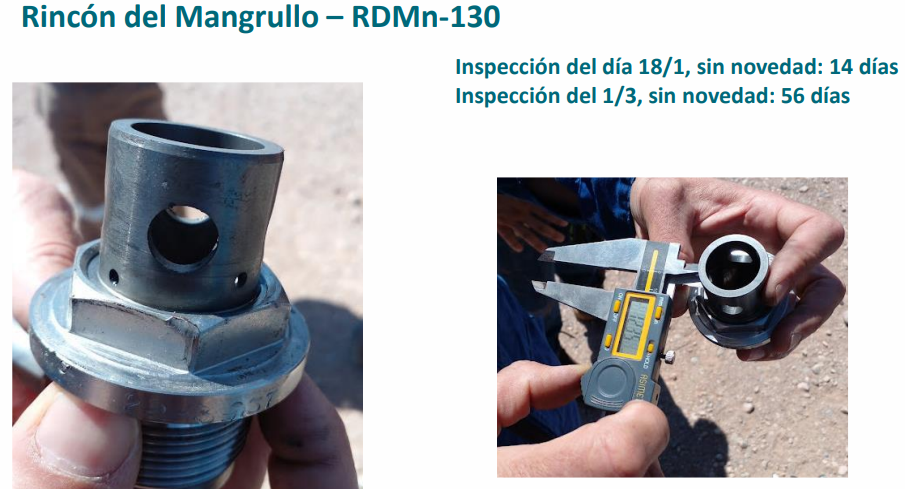 Rincón del Mangrullo – RDMn-130
Inspección del día 18/1, sin novedad: 14 días
Inspección del 1/3, sin novedad: 56 días
HOLD